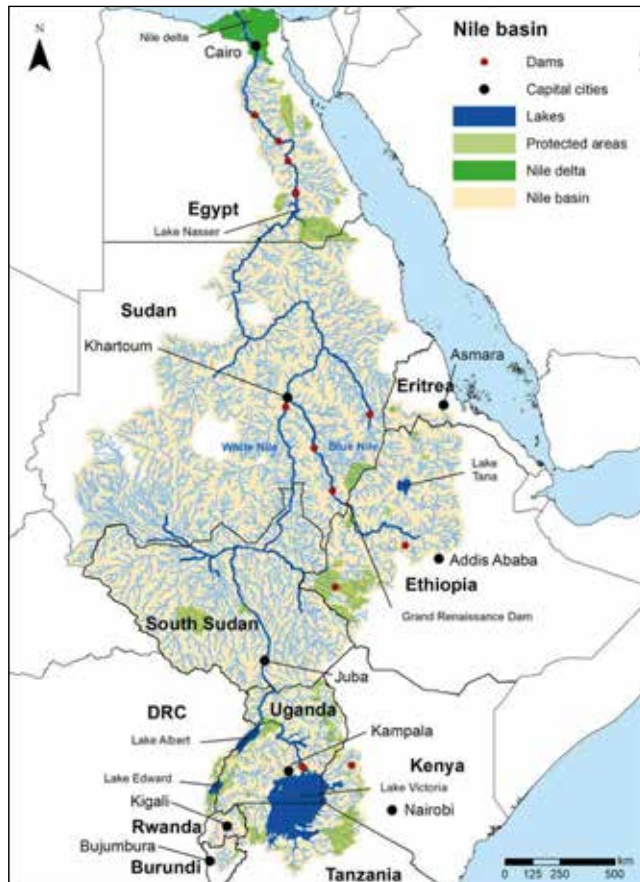 N
Nile delta
Cairo
Nile basin
Dams
Capital cities
Lakes
Protected areas
Nile delta
Nile basin
Egypt
Lake Nasser
Sudan
Khartoum
Asmara
Eritrea
White Nile
Blue Nile
Lake
Tana
Addis Ababa
Ethiopia
Grand Renaissance Dam
South Sudan
Juba
DRC
Uganda
Kampala
Lake Albert
Kenya
Lake Edward
Lake Victoria
Kigali
Nairobi
Rwanda
Bujumbura
Burundi
Tanzania
km
0 125 250 500